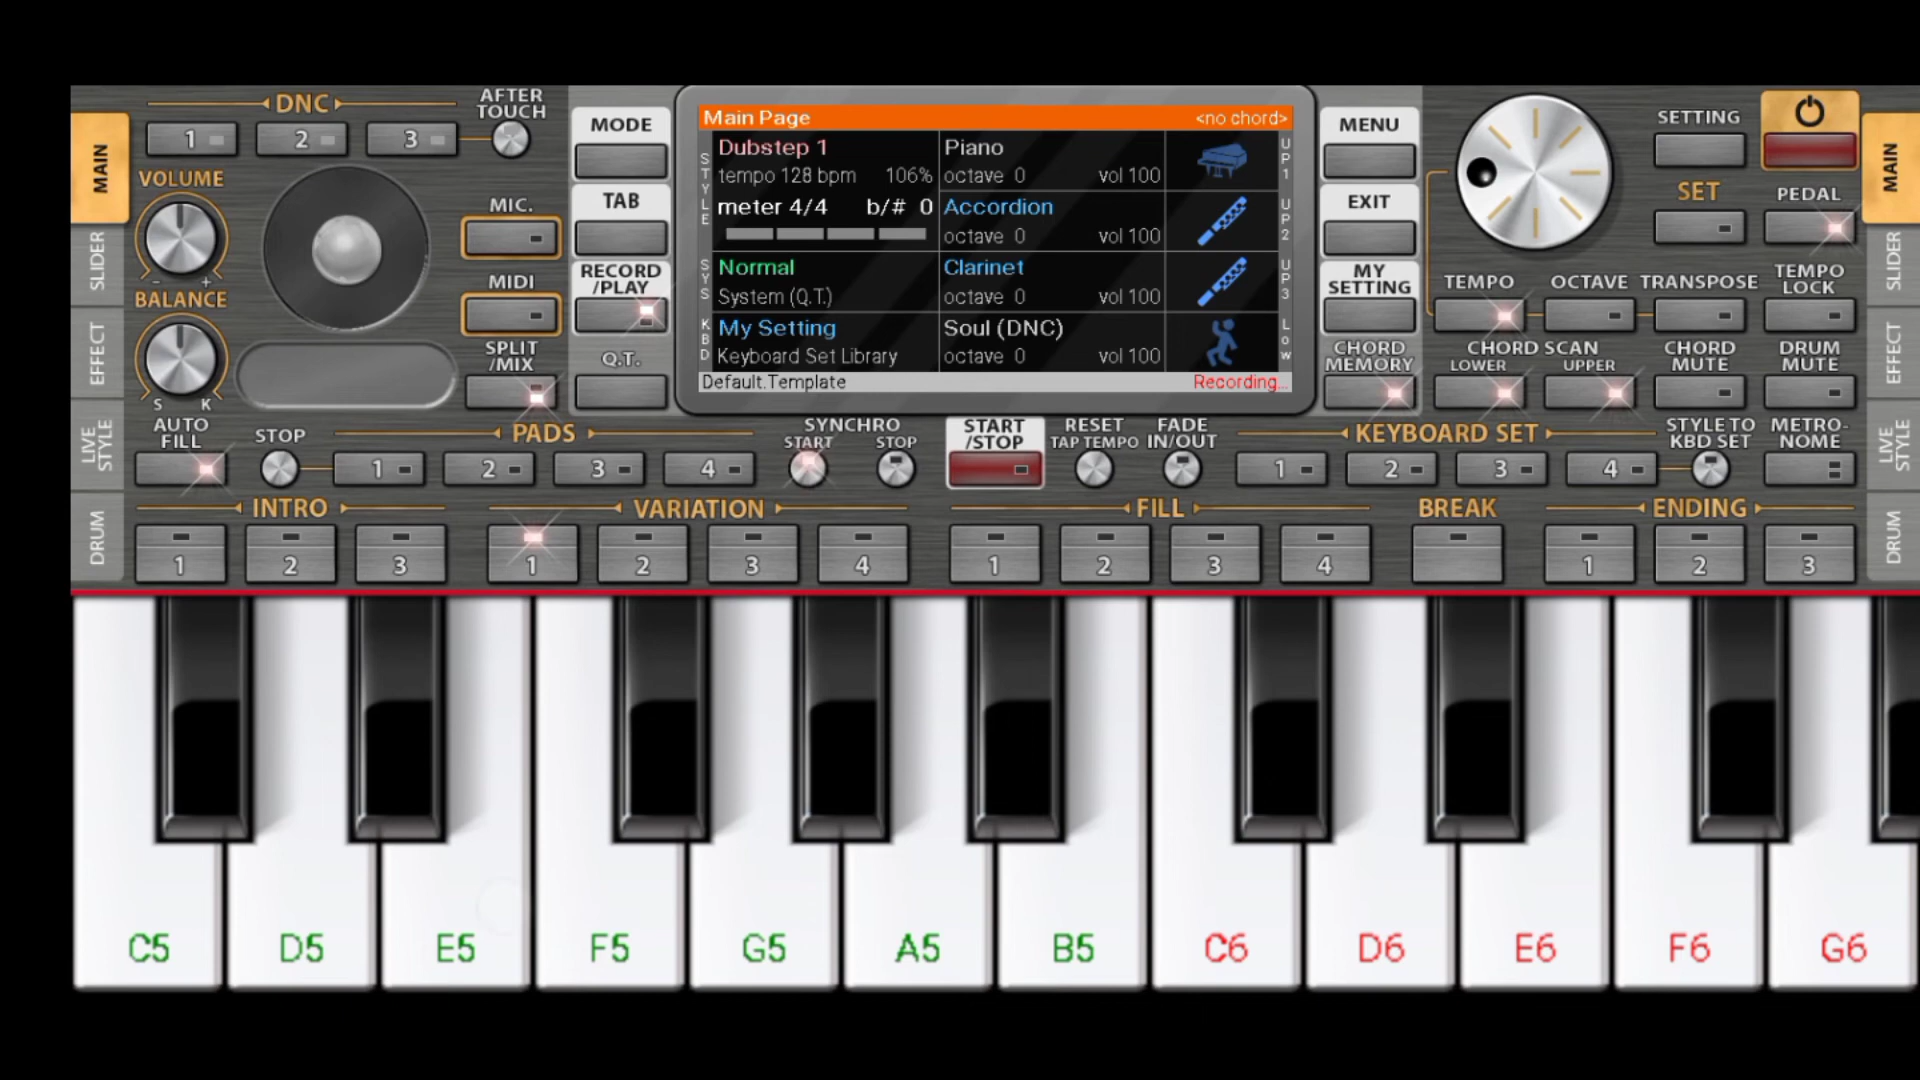 DNC
AFTER TOUCH
1 2 3
VOLUME
- +
BALANCE
S K
MIC.
MIDI
SPLIT /MIX
MODE
TAB
RECORD /PLAY
Q.T.
Main Page <no chord>
STYLE
Dubstep 1
tempo 128 bpm 106%
meter 4/4 b/# 0
SYS
Normal
System (Q.T.)
KBD
My Setting
Keyboard Set Library
Piano
octave 0 vol 100
UP1
Accordion
octave 0 vol 100
UP2
Clarinet
octave 0 vol 100
UP3
Soul (DNC)
octave 0 vol 100
Low
Default.Template Recording...
MENU
EXIT
MY SETTING
CHORD MEMORY
SETTING
SET
PEDAL
TEMPO OCTAVE TRANSPOSE TEMPO LOCK
CHORD SCAN
LOWER UPPER
CHORD MUTE
DRUM MUTE
MAIN
SLIDER
EFFECT
LIVE STYLE
DRUM
MAIN
SLIDER
EFFECT
LIVE STYLE
DRUM
AUTO FILL
STOP
PADS
1 2 3 4
SYNCHRO
START STOP
START /STOP
RESET
TAP TEMPO
FADE IN/OUT
KEYBOARD SET
1 2 3 4
STYLE TO KBD SET
METRO-NOME
INTRO
1 2 3
VARIATION
1 2 3 4
FILL
1 2 3 4
BREAK
ENDING
1 2 3
C5 D5 E5 F5 G5 A5 B5 C6 D6 E6 F6 G6